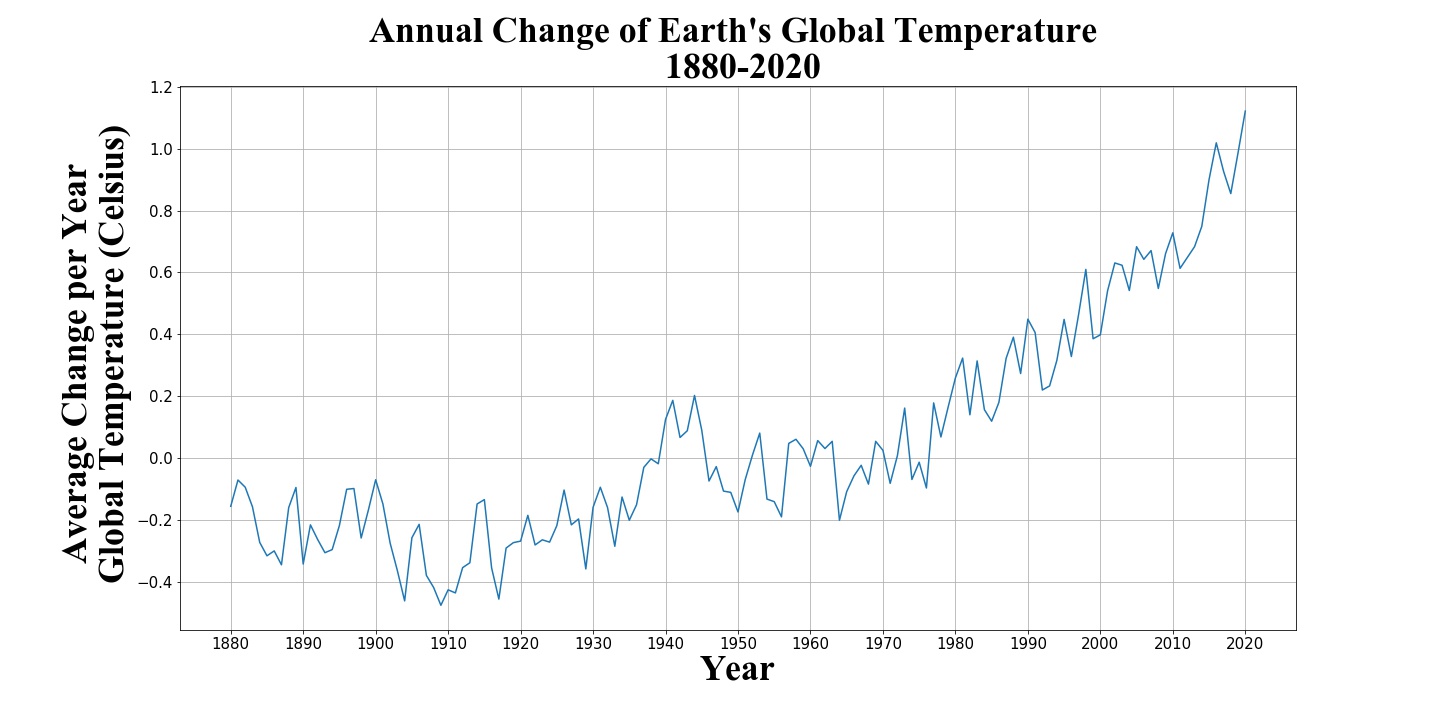 Annual Change of Earth's Global Temperature
1880-2020
Average Change per Year
Global Temperature (Celsius)
1.2
1.0
0.8
0.6
0.4
0.2
0.0
−0.2
−0.4
1880 1890 1900 1910 1920 1930 1940 1950 1960 1970 1980 1990 2000 2010 2020
Year